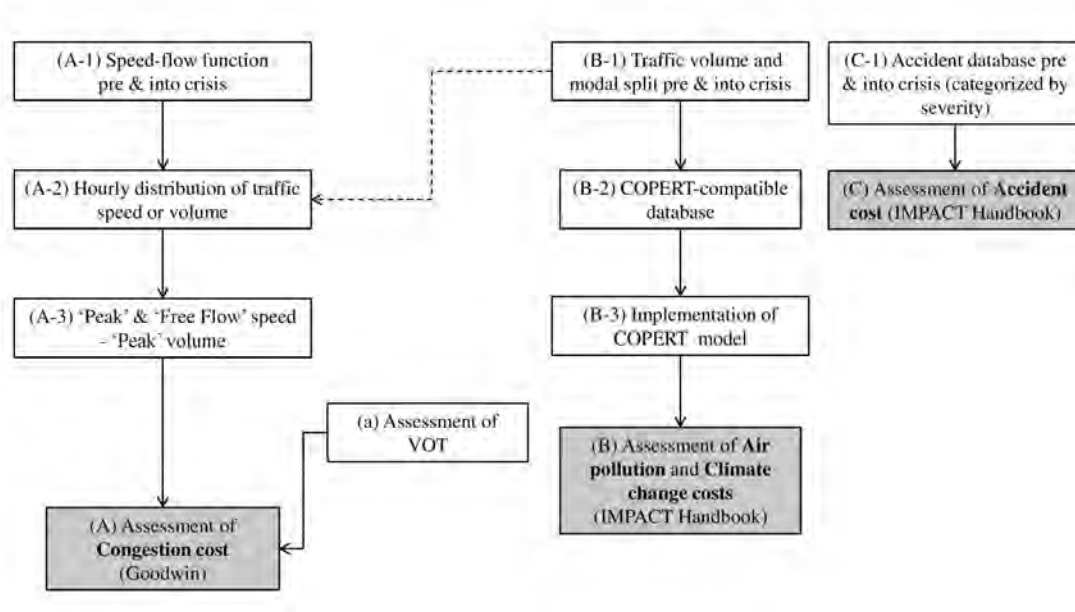 (A-1) Speed-flow function
pre & into crisis
(B-1) Traffic volume and
modal split pre & into crisis
(C-1) Accident database pre
& into crisis (categorized by
severity)
(A-2) Hourly distribution of traffic
speed or volume
(B-2) COPERT-compatible
database
(C) Assessment of Accident
cost (IMPACT Handbook)
(A-3) ‘Peak’ & ‘Free Flow’ speed
- ‘Peak’ volume
(B-3) Implementation of
COPERT model
(a) Assessment of
VOT
(B) Assessment of Air
pollution and Climate
change costs
(IMPACT Handbook)
(A) Assessment of
Congestion cost
(Goodwin)